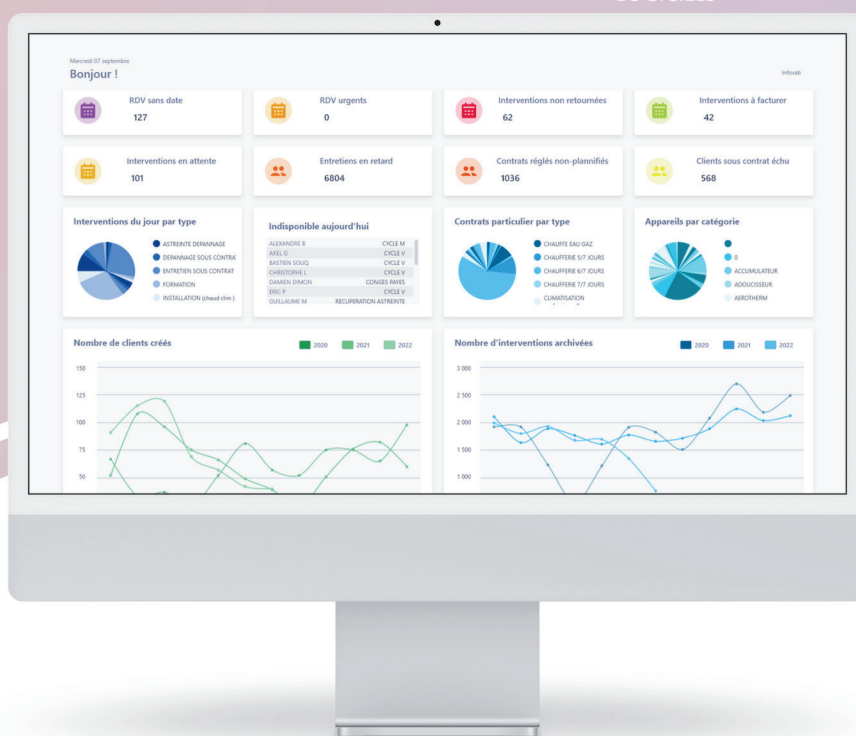 Mercredi 07 septembre
Bonjour !
Infovab
RDV sans date
127
RDV urgents
0
Interventions non retournées
62
Interventions à facturer
42
Interventions en attente
101
Entretiens en retard
6804
Contrats réglés non-plannifiés
1036
Clients sous contrat échu
568
Interventions du jour par type
ASTREINTE DEPANNAGE
DEPANNAGE SOUS CONTRA
ENTRETIEN SOUS CONTRAT
FORMATION
INSTALLATION (chaud clim )
Indisponible aujourd'hui
ALEXANDRE B CYCLE M
AXEL G CYCLE V
BASTIEN SOUQ CYCLE V
CHRISTOPHE L CYCLE V
DAMIEN DIMON CONGES PAYES
ERIC P CYCLE V
GUILLAUME M RECUPERATION ASTREINTE
Contrats particulier par type
CHAUFFE EAU GAZ
CHAUFFERIE 5/7 JOURS
CHAUFFERIE 6/7 JOURS
CHAUFFERIE 7/7 JOURS
CLIMATISATION
Appareils par catégorie
0
ACCUMULATEUR
ADOUCISSEUR
AEROTHERM
Nombre de clients créés
2020 2021 2022
150
125
100
75
50
Nombre d'interventions archivées
2020 2021 2022
3 000
2 500
2 000
1 500
1 000